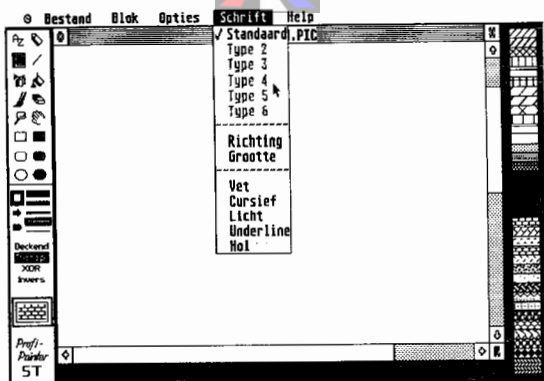 Bestand Blok Opties Schrift Help
.PIC
AZ
✓ Standaard
Type 2
Type 3
Type 4
Type 5
Type 6
Richting
Grootte
Vet
Cursief
Licht
Underline
Hol
Deckend
XOR
Invers
Profi-
Painter
ST